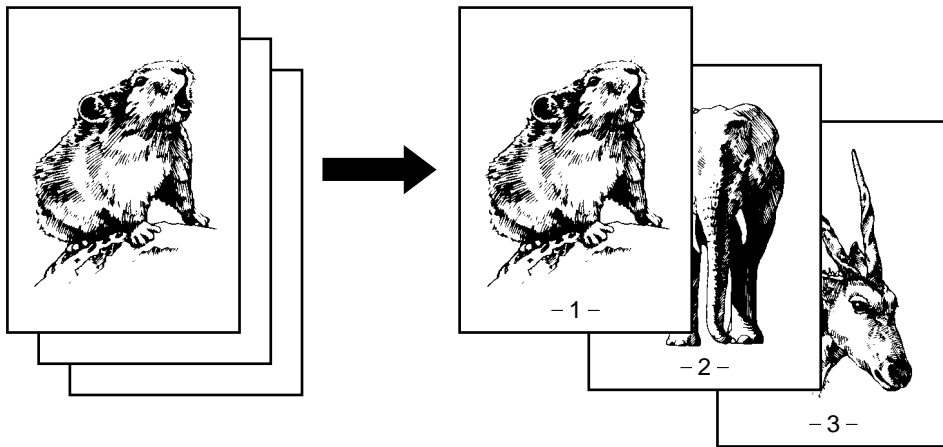 – 1 –
– 2 –
– 3 –